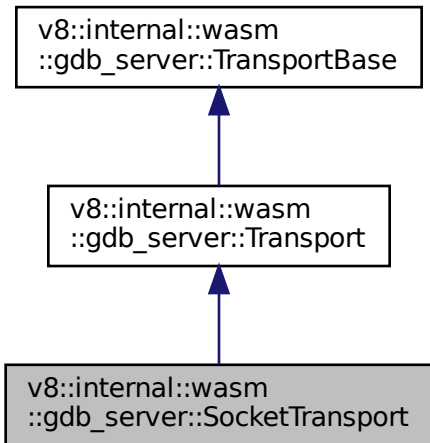 v8::internal::wasm
::gdb_server::TransportBase
v8::internal::wasm
::gdb_server::Transport
v8::internal::wasm
::gdb_server::SocketTransport